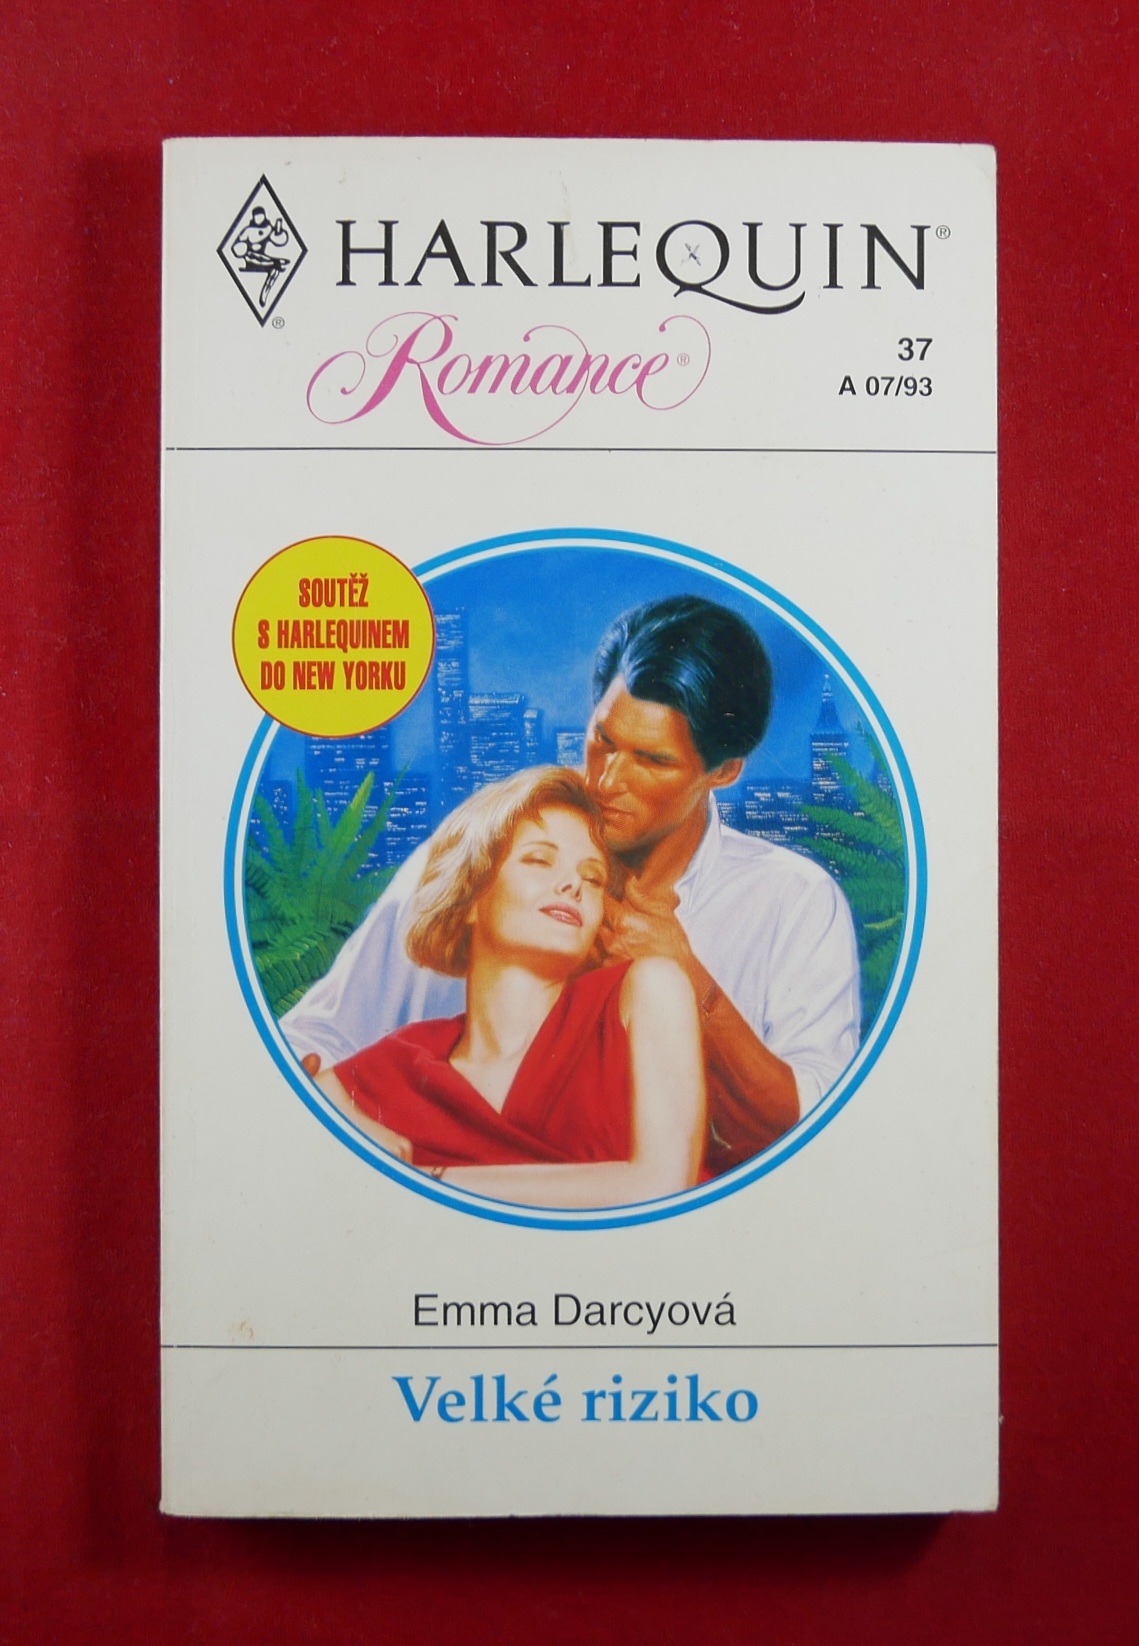 HARLEQUIN®
®
Romance®
37
A 07/93
SOUTĚŽ
S HARLEQUINEM
DO NEW YORKU
Emma Darcyová
Velké riziko